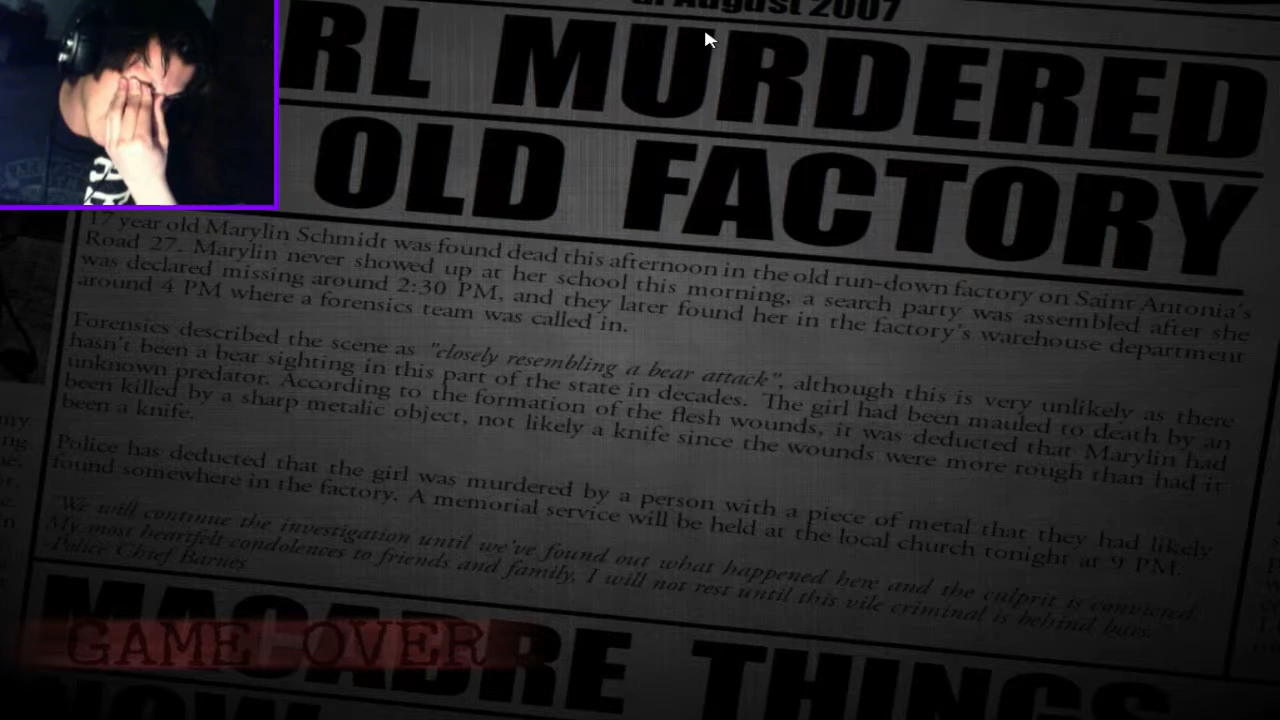 August 2007
RL MURDERED
OLD FACTORY
17 year old Marylin Schmidt was found dead this afternoon in the old run-down factory on Saint Antonia's
Road 27. Marylin never showed up at her school this morning, a search party was assembled after she
was declared missing around 2:30 PM, and they later found her in the factory's warehouse department
around 4 PM where a forensics team was called in.
Forensics described the scene as "closely resembling a bear attack", although this is very unlikely as there
hasn't been a bear sighting in this part of the state in decades. The girl had been mauled to death by an
unknown predator. According to the formation of the flesh wounds, it was deducted that Marylin had
been killed by a sharp metalic object, not likely a knife since the wounds were more rough than had it
been a knife.
Police has deducted that the girl was murdered by a person with a piece of metal that they had likely
found somewhere in the factory. A memorial service will be held at the local church tonight at 9 PM.
"We will continue the investigation until we've found out what happened here and the culprit is convicted.
My most heartfelt condolences to friends and family, I will not rest until this vile criminal is behind bars."
-Police Chief Barnes
MACABRE THINGS
GAME OVER
NOW